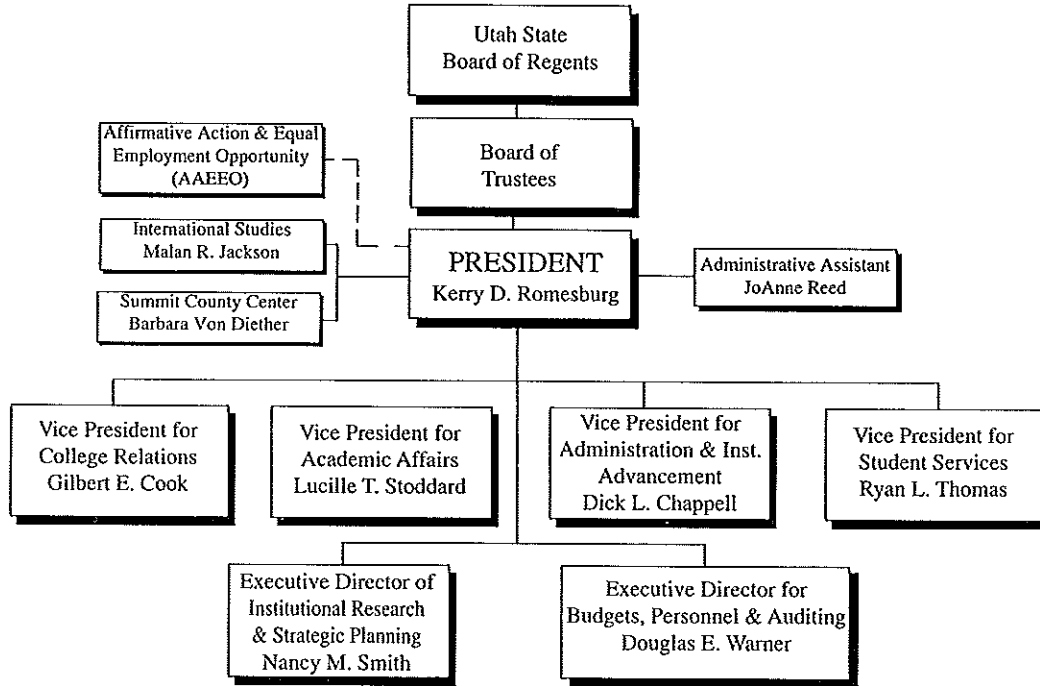 Utah State
Board of Regents
Affirmative Action & Equal
Employment Opportunity
(AAEEO)
Board of
Trustees
International Studies
Malan R. Jackson
PRESIDENT
Kerry D. Romesburg
Administrative Assistant
JoAnne Reed
Summit County Center
Barbara Von Diether
Vice President for
College Relations
Gilbert E. Cook
Vice President for
Academic Affairs
Lucille T. Stoddard
Vice President for
Administration & Inst.
Advancement
Dick L. Chappell
Vice President for
Student Services
Ryan L. Thomas
Executive Director of
Institutional Research
& Strategic Planning
Nancy M. Smith
Executive Director for
Budgets, Personnel & Auditing
Douglas E. Warner